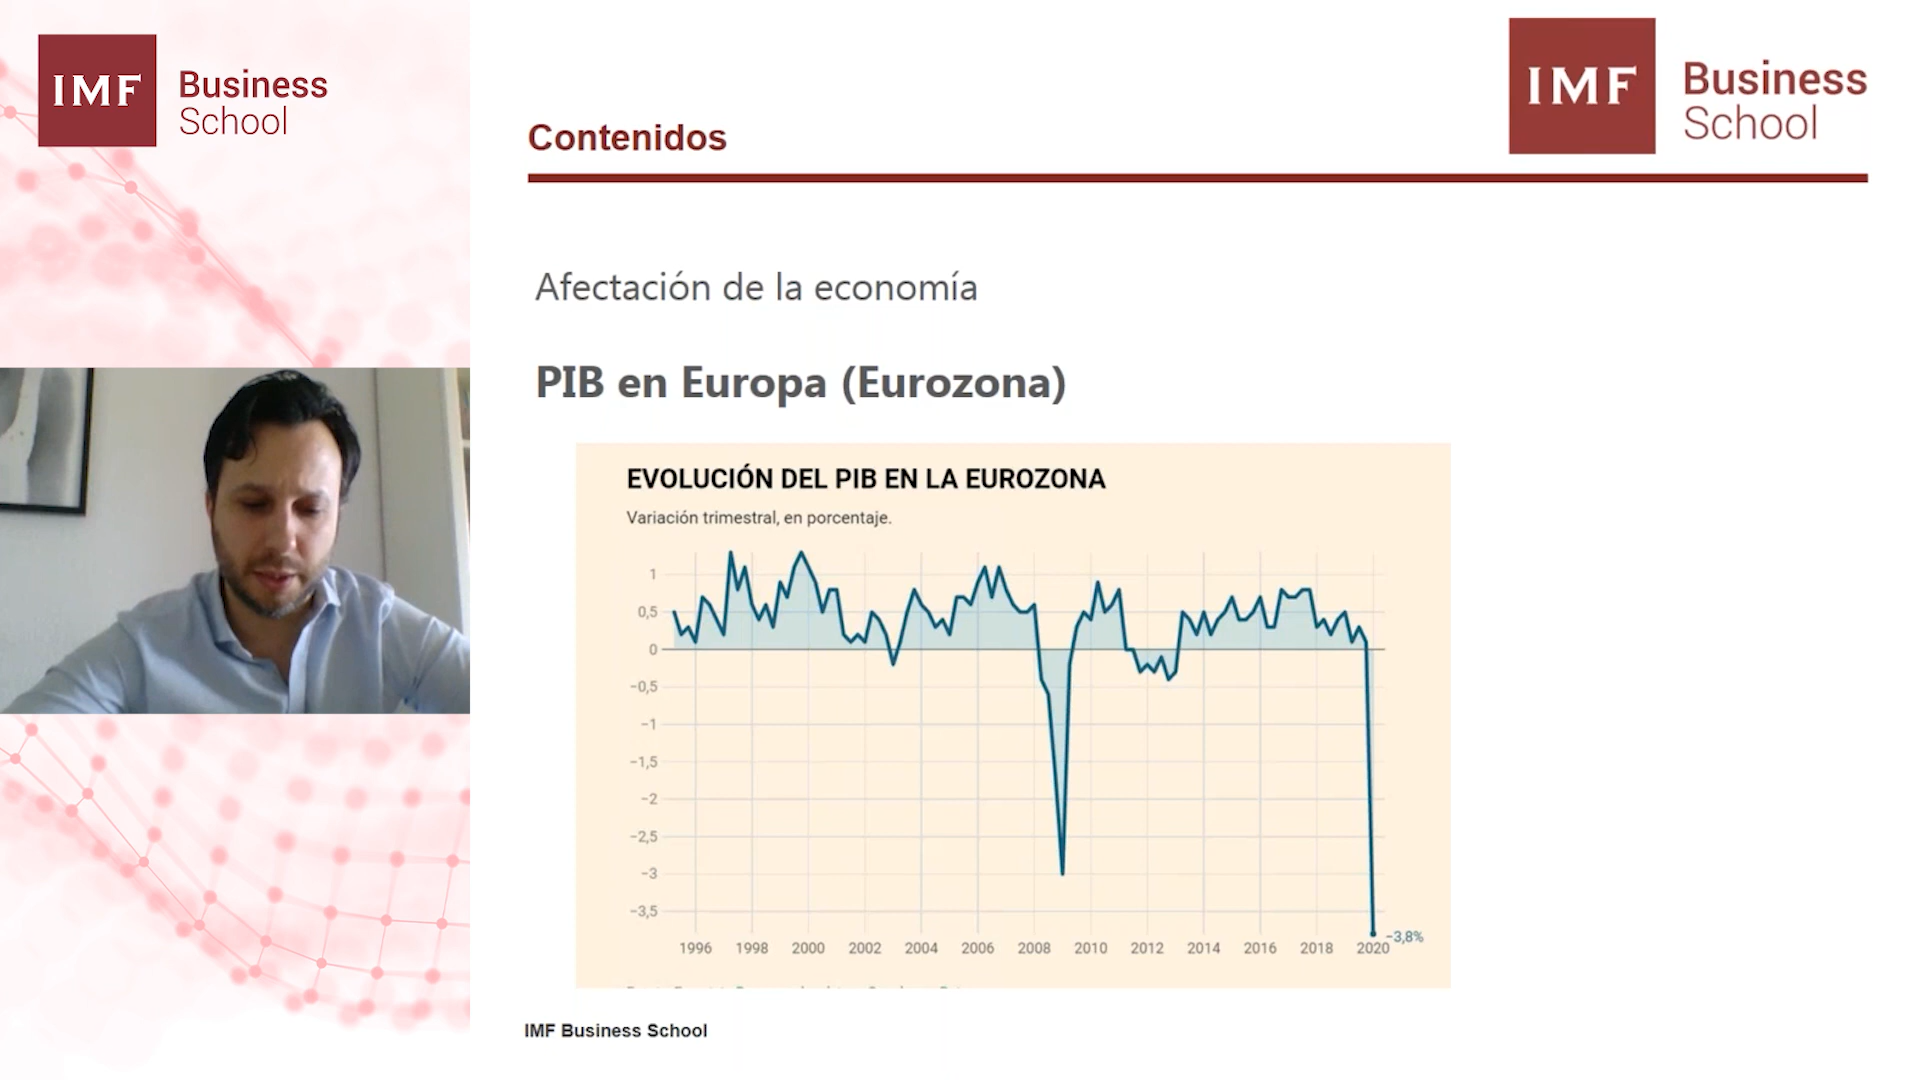 IMF Business
School
IMF Business
School
Contenidos
Afectación de la economía
PIB en Europa (Eurozona)
EVOLUCIÓN DEL PIB EN LA EUROZONA
Variación trimestral, en porcentaje.
1
0,5
0
−0,5
−1
−1,5
−2
−2,5
−3
−3,5
−3,8%
1996 1998 2000 2002 2004 2006 2008 2010 2012 2014 2016 2018 2020
IMF Business School